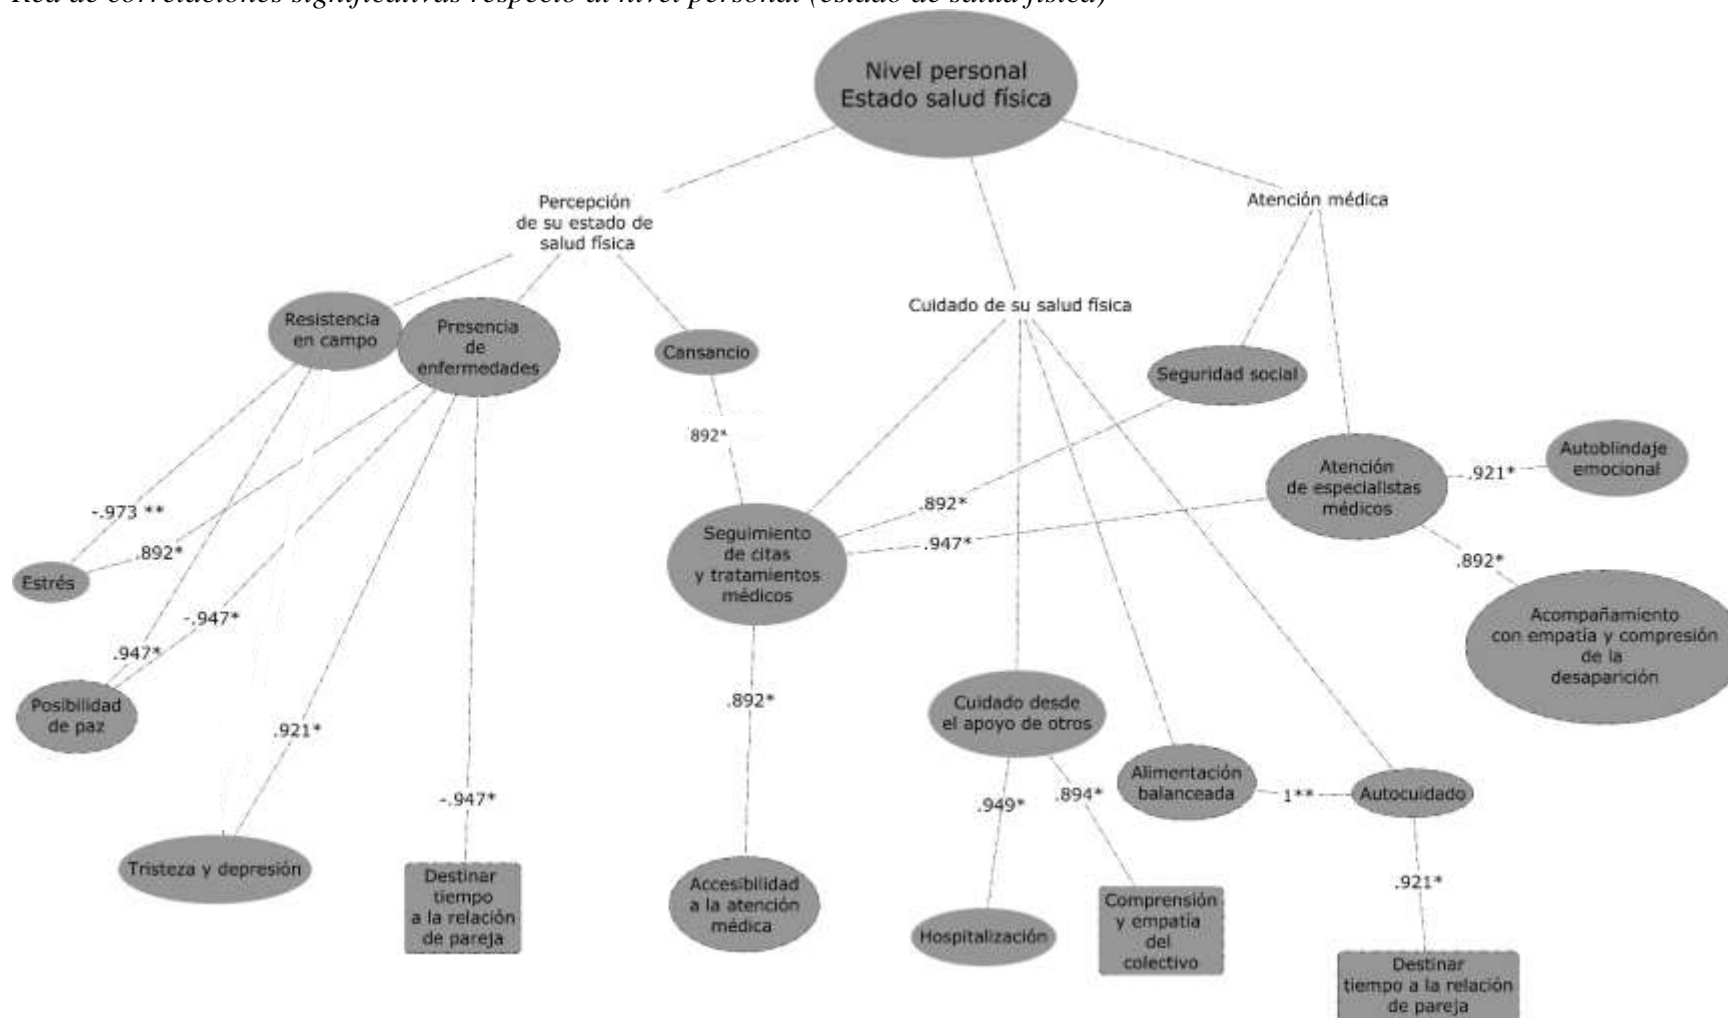 Red de correlaciones significativas respecto al nivel personal (estado de salud física)
Nivel personal
Estado salud física
Percepción
de su estado de
salud física
Atención médica
Cuidado de su salud física
Resistencia
en campo
Presencia
de
enfermedades
Cansancio
Seguridad social
892*
Atención
de especialistas
médicos
.921*
Autoblindaje
emocional
-.973 **
.892*
.892*
.947*
.892*
Estrés
Seguimiento
de citas
y tratamientos
médicos
-.947*
.947*
Acompañamiento
con empatía y compresión
de la
desaparición
Posibilidad
de paz
.921*
.892*
Cuidado desde
el apoyo de otros
-.947*
.949*
.894*
Alimentación
balanceada
1**
Autocuidado
Tristeza y depresión
Destinar
tiempo
a la relación
de pareja
Accesibilidad
a la atención
médica
.921*
Hospitalización
Comprensión
y empatía
del
colectivo
Destinar
tiempo a la relación
de pareja